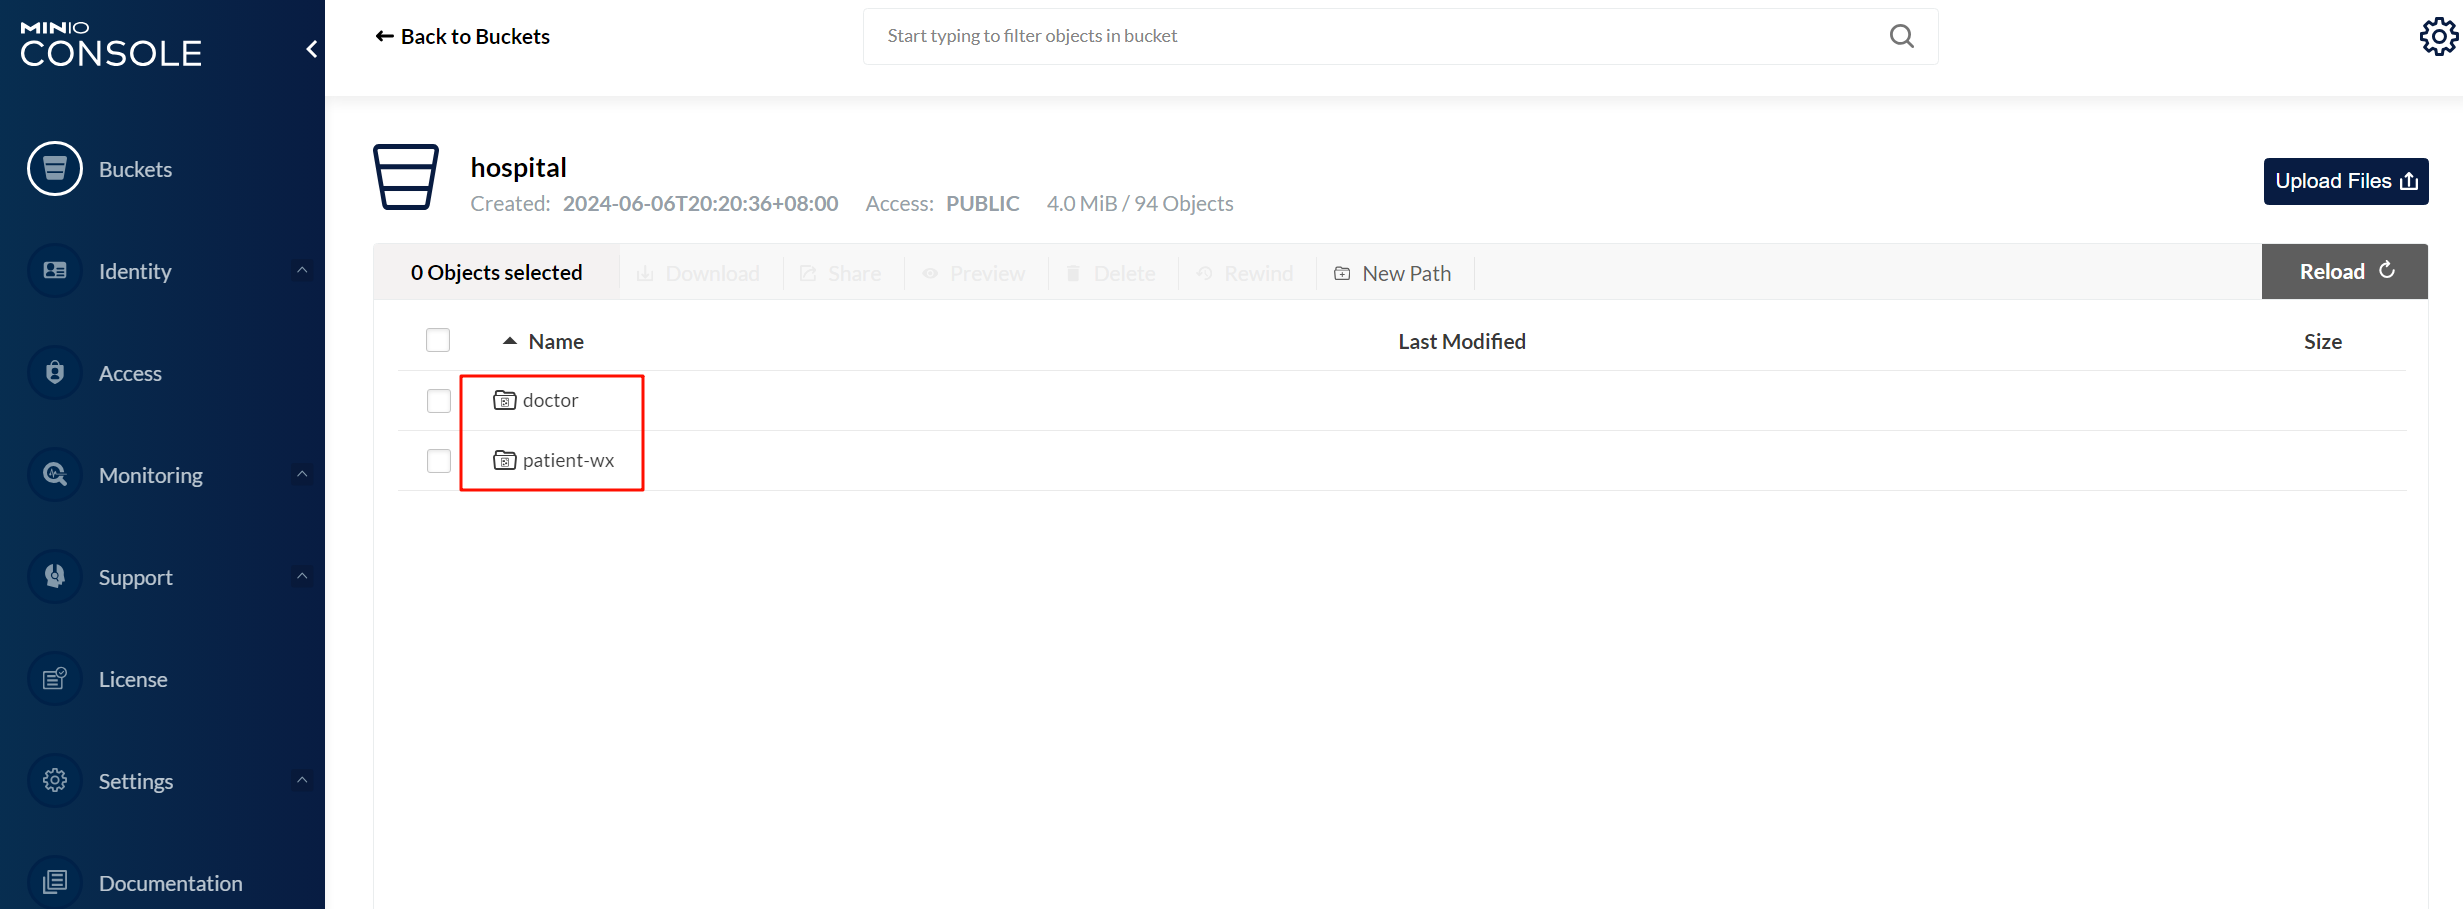 MINIO
CONSOLE
Back to Buckets
Start typing to filter objects in bucket
Buckets
Identity
Access
Monitoring
Support
License
Settings
Documentation
hospital
Created: 2024-06-06T20:20:36+08:00 Access: PUBLIC 4.0 MiB / 94 Objects
Upload Files
0 Objects selected Download Share Preview Delete Rewind New Path Reload
Name Last Modified Size
doctor
patient-wx